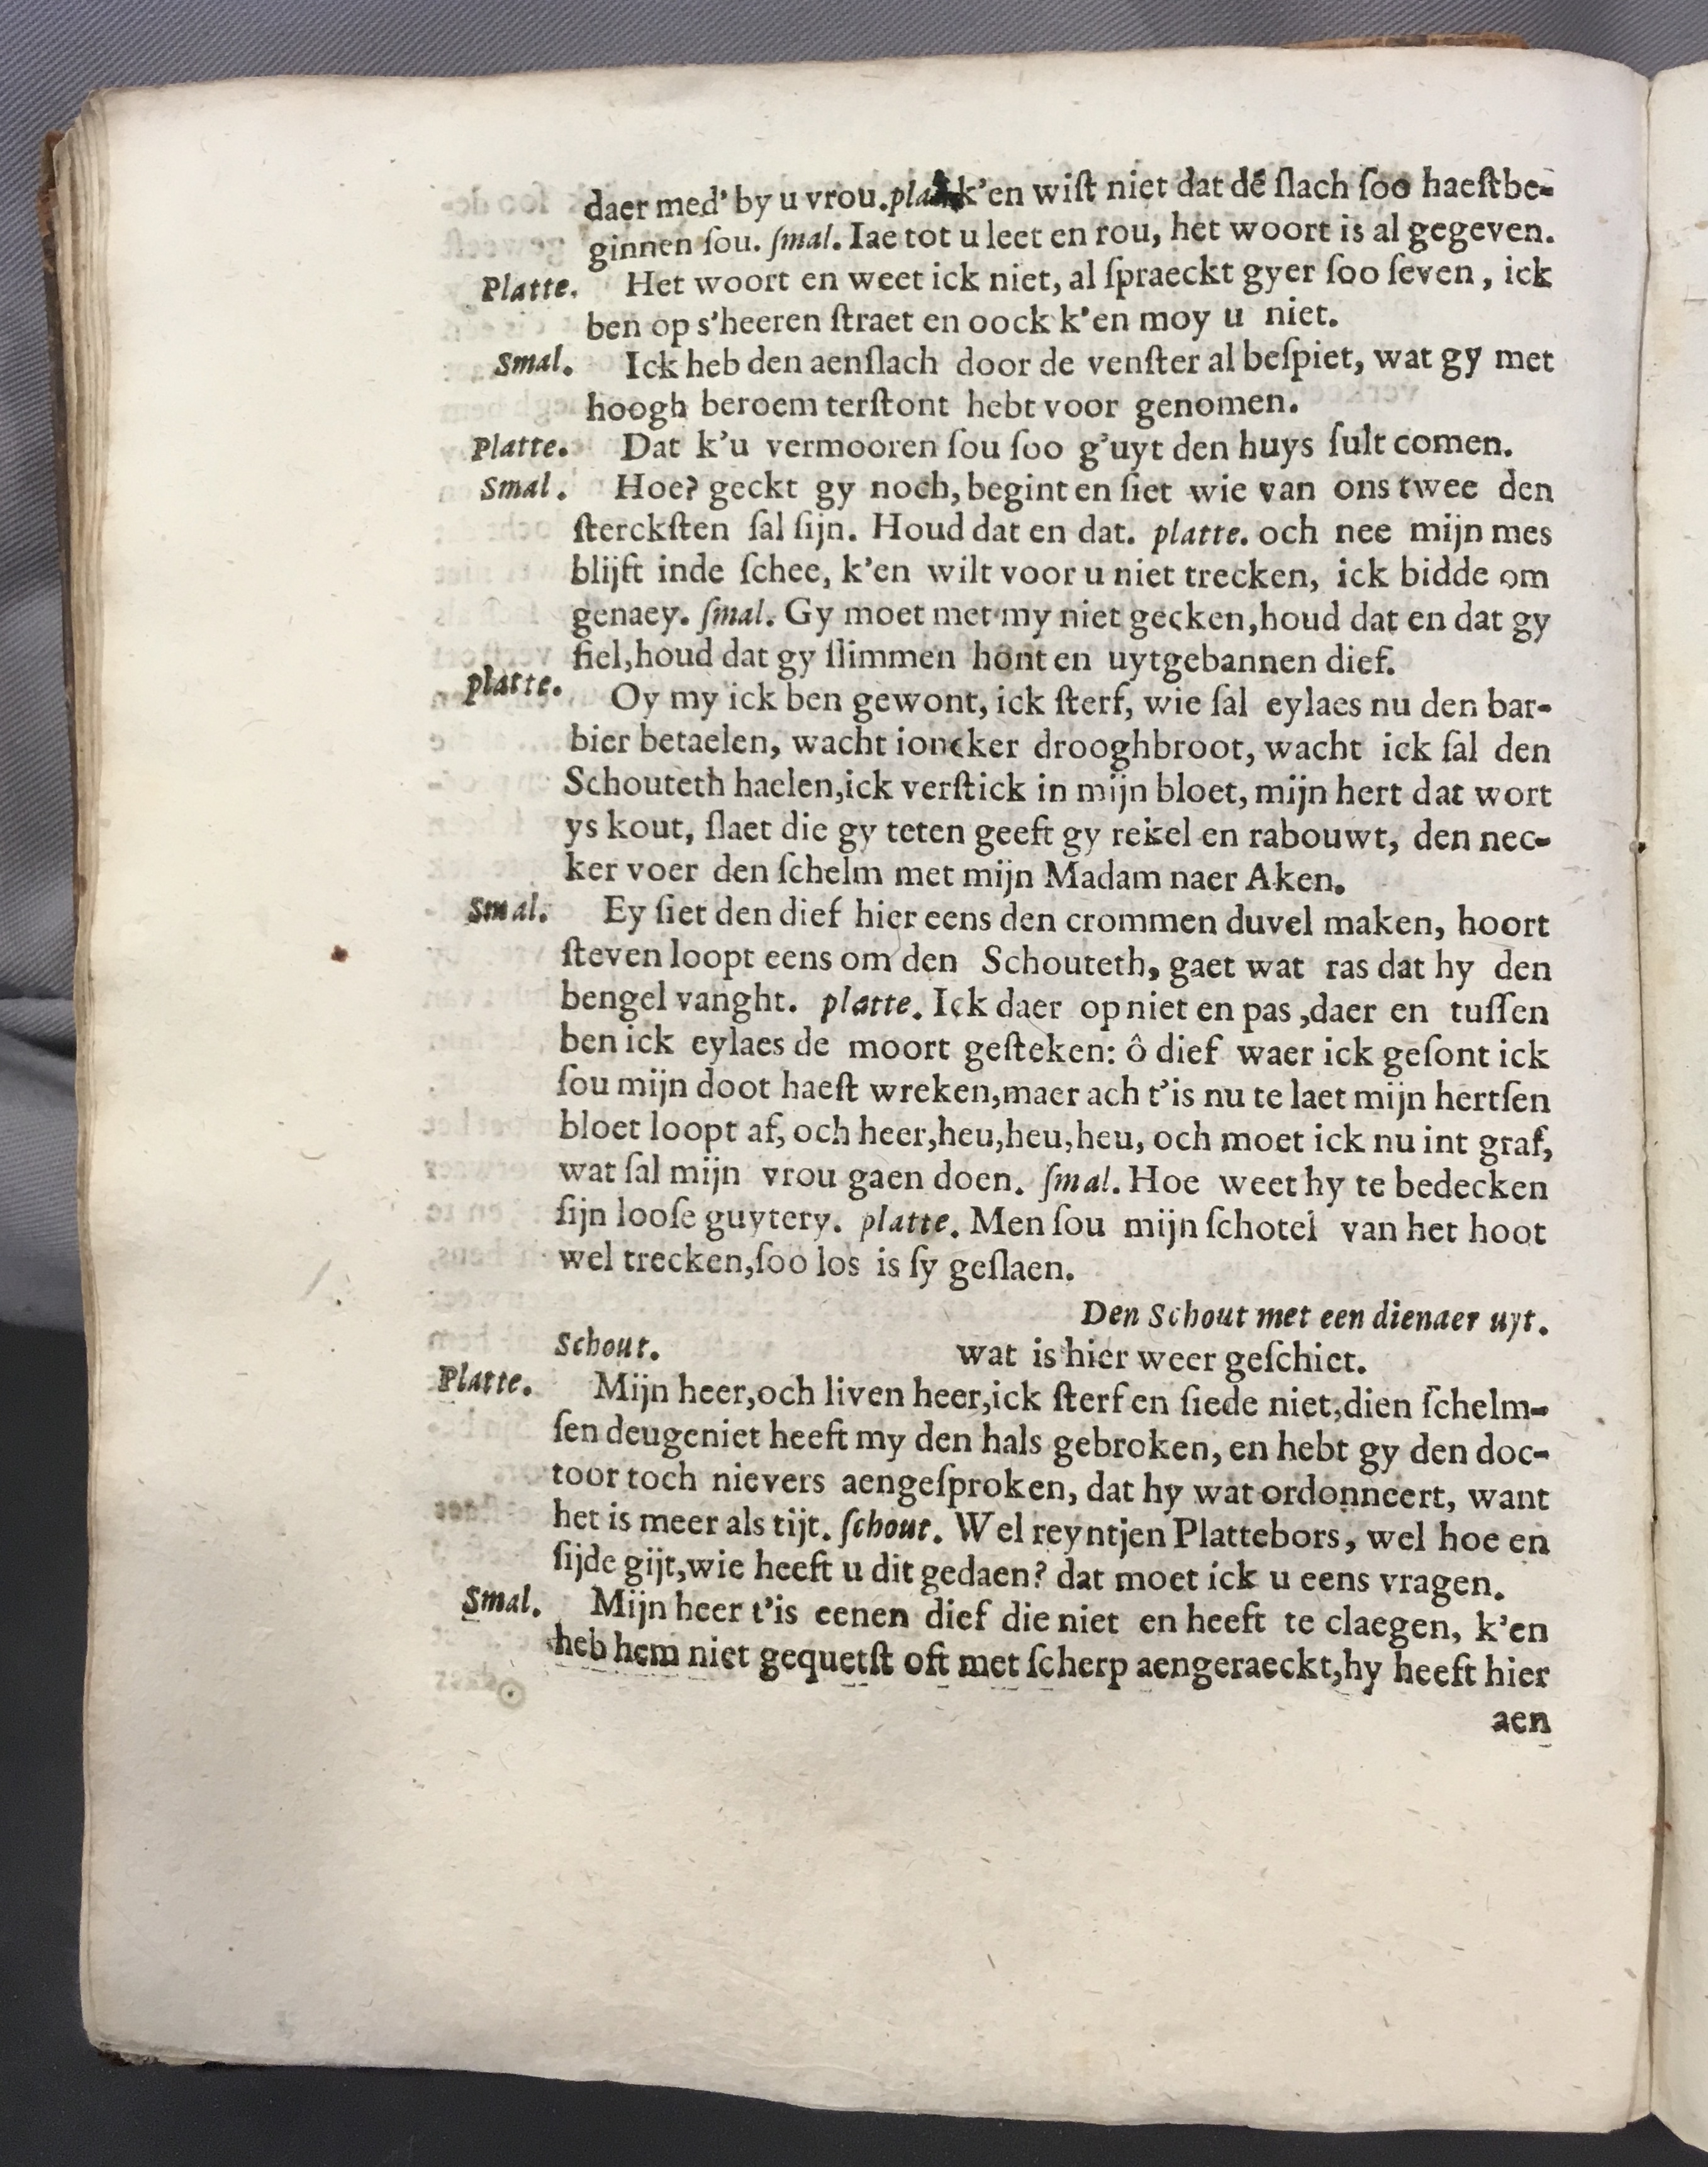 daer med' by u vrou. pla k'en wiſt niet dat dē ſlach ſoo haeſtbe-
ginnen ſou. ſmal. Iae tot u leet en rou, het woort is al gegeven.
Platte. Het woort en weet ick niet, al ſpraeckt gyer ſoo ſeven, ick
ben op s'heeren ſtraet en oock k'en moy u niet.
Smal. Ick heb den aenſlach door de venſter al beſpiet, wat gy met
hoogh beroem terſtont hebt voor genomen.
Platte. Dat k'u vermooren ſou ſoo g'uyt den huys ſult comen.
Smal. Hoe? geckt gy noch, begint en ſiet wie van ons twee den
ſterckſten ſal ſijn. Houd dat en dat. platte. och nee mijn mes
blijft inde ſchee, k'en wilt voor u niet trecken, ick bidde om
genaey. ſmal. Gy moet met my niet gecken, houd dat en dat gy
fiel, houd dat gy ſlimmen hont en uytgebannen dief.
platte. Oy my ick ben gewont, ick ſterf, wie ſal eylaes nu den bar-
bier betaelen, wacht ioncker drooghbroot, wacht ick ſal den
Schouteth haelen, ick verſtick in mijn bloet, mijn hert dat wort
ys kout, ſlaet die gy teten geeft gy rekel en rabouwt, den nec-
ker voer den ſchelm met mijn Madam naer Aken.
Smal. Ey ſiet den dief hier eens den crommen duvel maken, hoort
ſteven loopt eens om den Schouteth, gaet wat ras dat hy den
bengel vanght. platte. Ick daer op niet en pas, daer en tuſſen
ben ick eylaes de moort geſteken: ô dief waer ick geſont ick
ſou mijn doot haeſt wreken, maer ach t'is nu te laet mijn hertſen
bloet loopt af, och heer, heu, heu, heu, och moet ick nu int graf,
wat ſal mijn vrou gaen doen. ſmal. Hoe weet hy te bedecken
ſijn looſe guytery. platte. Men ſou mijn ſchotel van het hoot
wel trecken, ſoo los is ſy geſlaen.
Den Schout met een dienaer uyt.
Schout. wat is hier weer geſchiet.
Platte. Mijn heer, och liven heer, ick ſterf en ſiede niet, dien ſchelm-
ſen deugeniet heeft my den hals gebroken, en hebt gy den doc-
toor toch nievers aengeſproken, dat hy wat ordonneert, want
het is meer als tijt. ſchout. Wel reyntjen Plattebors, wel hoe en
ſijde gijt, wie heeft u dit gedaen? dat moet ick u eens vragen.
Smal. Mijn heer t'is eenen dief die niet en heeft te claegen, k'en
heb hem niet gequetſt oft met ſcherp aengeraeckt, hy heeft hier
aen